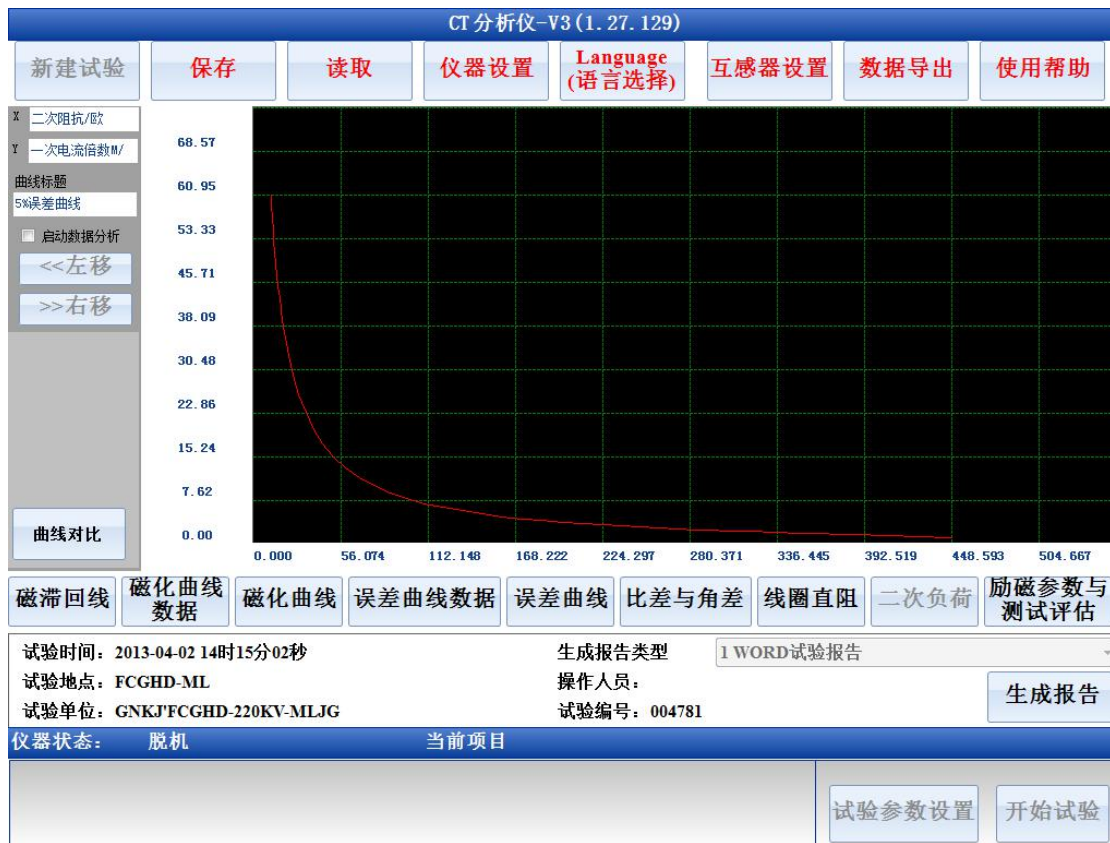 CT分析仪-V3(1.27.129)
新建试验
保存
读取
仪器设置
Language
(语言选择)
互感器设置
数据导出
使用帮助
X 二次阻抗/欧
Y 一次电流倍数M/
曲线标题
5%误差曲线
启动数据分析
<<左移
>>右移
曲线对比
68.57
60.95
53.33
45.71
38.09
30.48
22.86
15.24
7.62
0.00
0.000 56.074 112.148 168.222 224.297 280.371 336.445 392.519 448.593 504.667
磁滞回线
磁化曲线
数据
磁化曲线
误差曲线数据
误差曲线
比差与角差
线圈直阻
二次负荷
励磁参数与
测试评估
试验时间：2013-04-02 14时15分02秒
生成报告类型 1 WORD试验报告
试验地点：FCGHD-ML
操作人员：
试验单位：GNKJ'FCGHD-220KV-MLJG
试验编号：004781
生成报告
仪器状态： 脱机 当前项目
试验参数设置
开始试验